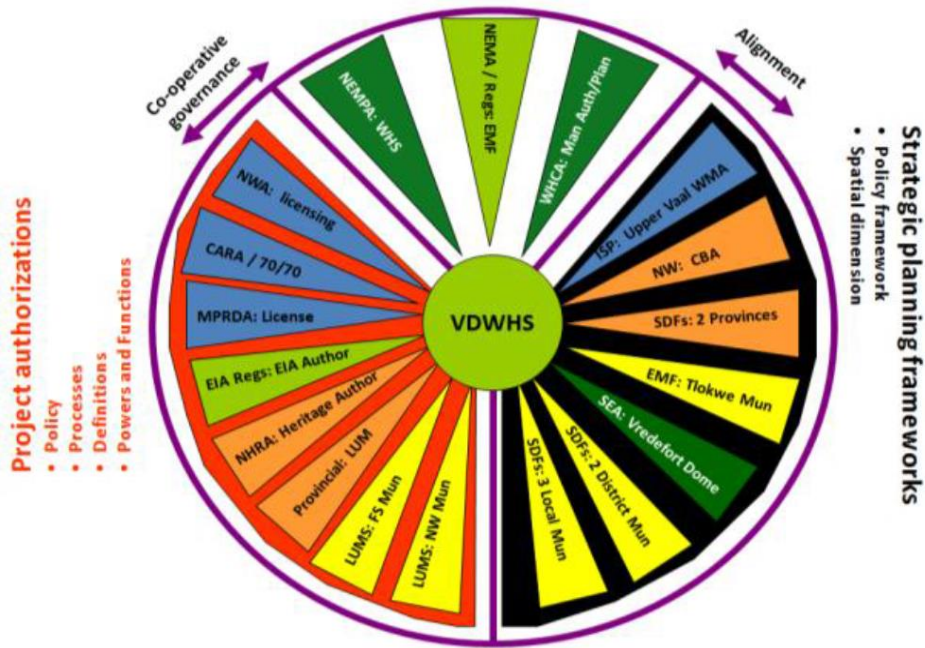 Co-operative
governance
Alignment
NEMPA: WHS
NEMA / Regs: EMF
WHCA: Man Auth/Plan
Project authorizations
• Policy
• Processes
• Definitions
• Powers and Functions
NWA: licensing
CARA / 70/70
MPRDA: License
EIA Regs: EIA Author
NHRA: Heritage Author
Provincial: LUM
LUMS: FS Mun
LUMS: NW Mun
VDWHS
ISP: Upper Vaal WMA
NW: CBA
SDFs: 2 Provinces
EMF: Tlokwe Mun
SEA: Vredefort Dome
SDFs: 2 District Mun
SDFs: 3 Local Mun
Strategic planning frameworks
• Policy framework
• Spatial dimension